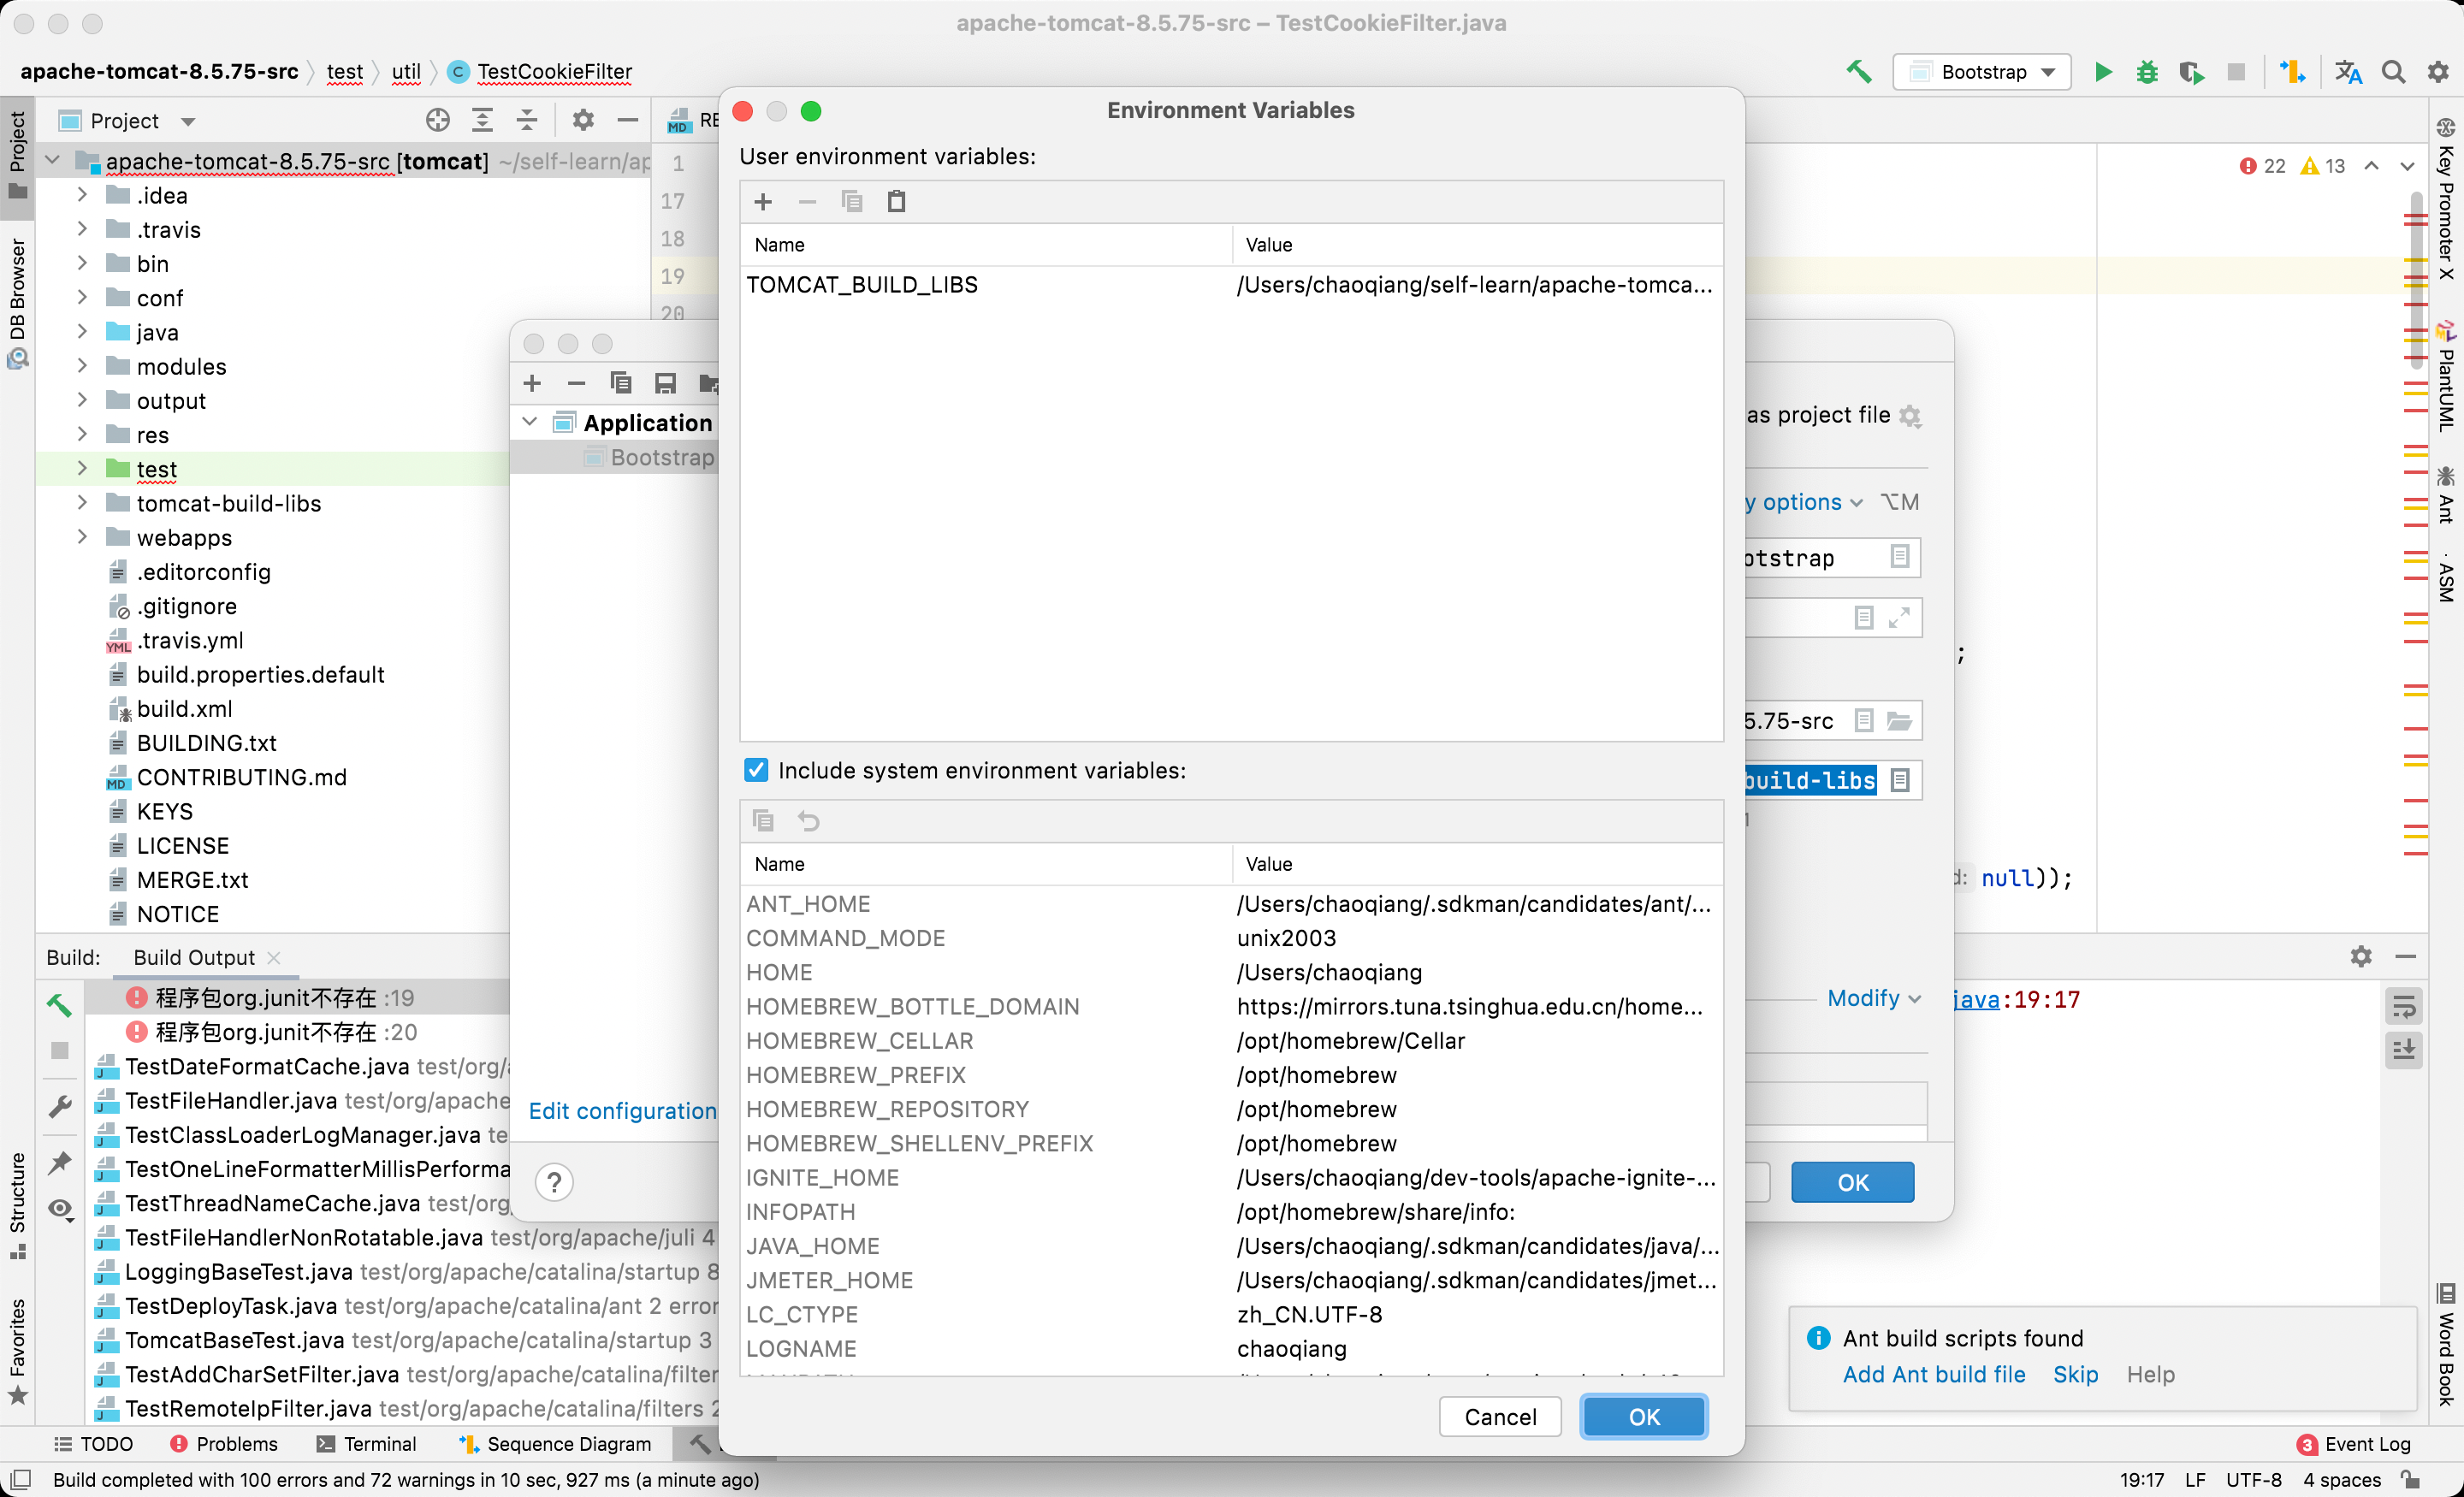 apache-tomcat-8.5.75-src – TestCookieFilter.java
apache-tomcat-8.5.75-src test util TestCookieFilter
Bootstrap
Project
apache-tomcat-8.5.75-src [tomcat] ~/self-learn/ap
.idea
.travis
bin
conf
java
modules
output
res
test
tomcat-build-libs
webapps
.editorconfig
.gitignore
.travis.yml
build.properties.default
build.xml
BUILDING.txt
CONTRIBUTING.md
KEYS
LICENSE
MERGE.txt
NOTICE
Project
DB Browser
Structure
Favorites
RE
1
17
18
19
20
22 13
Key Promoter X
PlantUML
Ant
ASM
Word Book
Application
Bootstrap
Edit configuration
?
as project file
y options ⌥M
otstrap
5.75-src
build-libs
Modify
OK
;
d: null));
java:19:17
Environment Variables
User environment variables:
Name Value
TOMCAT_BUILD_LIBS /Users/chaoqiang/self-learn/apache-tomca...
Include system environment variables:
Name Value
ANT_HOME /Users/chaoqiang/.sdkman/candidates/ant/...
COMMAND_MODE unix2003
HOME /Users/chaoqiang
HOMEBREW_BOTTLE_DOMAIN https://mirrors.tuna.tsinghua.edu.cn/home...
HOMEBREW_CELLAR /opt/homebrew/Cellar
HOMEBREW_PREFIX /opt/homebrew
HOMEBREW_REPOSITORY /opt/homebrew
HOMEBREW_SHELLENV_PREFIX /opt/homebrew
IGNITE_HOME /Users/chaoqiang/dev-tools/apache-ignite-...
INFOPATH /opt/homebrew/share/info:
JAVA_HOME /Users/chaoqiang/.sdkman/candidates/java/...
JMETER_HOME /Users/chaoqiang/.sdkman/candidates/jmet...
LC_CTYPE zh_CN.UTF-8
LOGNAME chaoqiang
Cancel OK
Build: Build Output
程序包org.junit不存在 :19
程序包org.junit不存在 :20
TestDateFormatCache.java test/org/a
TestFileHandler.java test/org/apache
TestClassLoaderLogManager.java te
TestOneLineFormatterMillisPerforma
TestThreadNameCache.java test/org
TestFileHandlerNonRotatable.java test/org/apache/juli 4
LoggingBaseTest.java test/org/apache/catalina/startup 8
TestDeployTask.java test/org/apache/catalina/ant 2 error
TomcatBaseTest.java test/org/apache/catalina/startup 3
TestAddCharSetFilter.java test/org/apache/catalina/filter
TestRemoteIpFilter.java test/org/apache/catalina/filters 2
Ant build scripts found
Add Ant build file Skip Help
TODO Problems Terminal Sequence Diagram
3 Event Log
Build completed with 100 errors and 72 warnings in 10 sec, 927 ms (a minute ago)
19:17 LF UTF-8 4 spaces